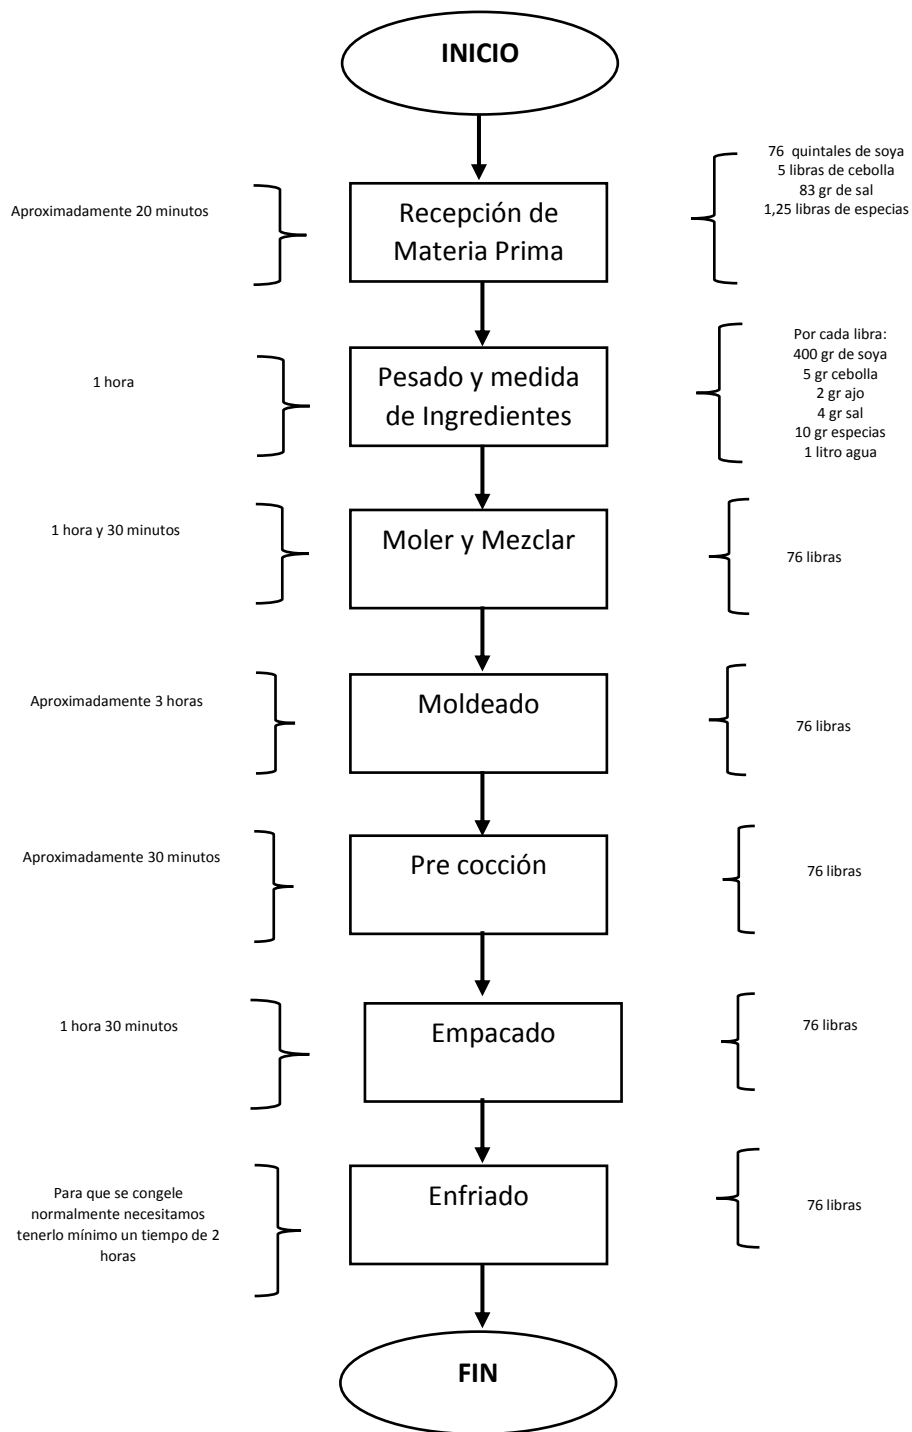 INICIO
Aproximadamente 20 minutos
Recepción de
Materia Prima
76 quintales de soya
5 libras de cebolla
83 gr de sal
1,25 libras de especias
1 hora
Pesado y medida
de Ingredientes
Por cada libra:
400 gr de soya
5 gr cebolla
2 gr ajo
4 gr sal
10 gr especias
1 litro agua
1 hora y 30 minutos
Moler y Mezclar
76 libras
Aproximadamente 3 horas
Moldeado
76 libras
Aproximadamente 30 minutos
Pre cocción
76 libras
1 hora 30 minutos
Empacado
76 libras
Para que se congele
normalmente necesitamos
tenerlo mínimo un tiempo de 2
horas
Enfriado
76 libras
FIN